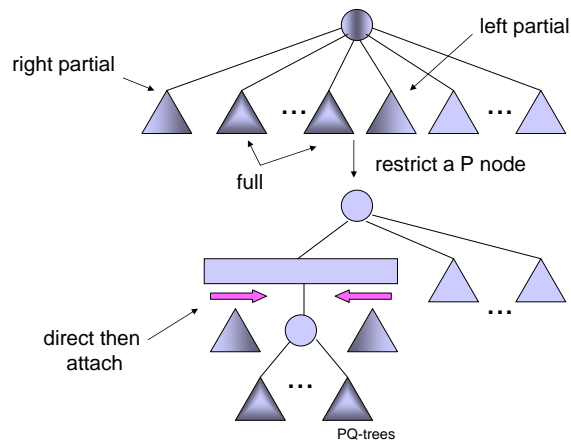 left partial
right partial
...
...
full
restrict a P node
...
direct then
attach
...
PQ-trees